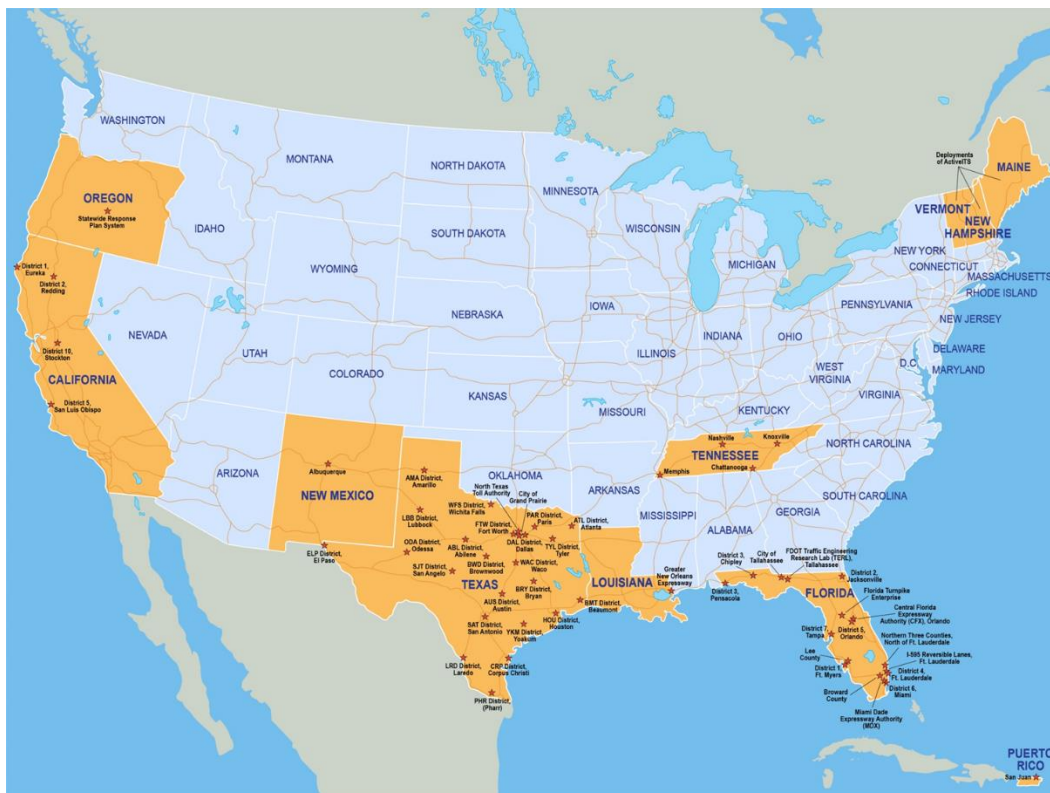 WASHINGTON
MONTANA
NORTH DAKOTA
MINNESOTA
Deployments
of ActiveITS
MAINE
OREGON
Statewide Response
Plan System
IDAHO
SOUTH DAKOTA
WISCONSIN
MICHIGAN
VERMONT
NEW
HAMPSHIRE
NEW YORK
CONNECTICUT
MASSACHUSETTS
RHODE ISLAND
District 1,
Eureka
District 2,
Redding
WYOMING
NEBRASKA
IOWA
PENNSYLVANIA
NEW JERSEY
NEVADA
UTAH
ILLINOIS
INDIANA
OHIO
DELAWARE
D.C.
MARYLAND
District 10,
Stockton
CALIFORNIA
COLORADO
KANSAS
MISSOURI
WEST
VIRGINIA
VIRGINIA
KENTUCKY
District 5,
San Luis Obispo
ARIZONA
Albuquerque
NEW MEXICO
AMA District,
Amarillo
OKLAHOMA
ARKANSAS
Nashville
Knoxville
TENNESSEE
Memphis
Chattanooga
NORTH CAROLINA
SOUTH CAROLINA
North Texas
Toll Authority
City of
Grand Prairie
LBB District,
Lubbock
WFS District,
Wichita Falls
FTW District,
Fort Worth
PAR District,
Paris
ATL District,
Atlanta
MISSISSIPPI
ALABAMA
GEORGIA
ELP District,
El Paso
ODA District,
Odessa
ABL District,
Abilene
DAL District,
Dallas
TYL District,
Tyler
SJT District,
San Angelo
BWD District,
Brownwood
WAC District,
Waco
TEXAS
BRY District,
Bryan
LOUISIANA
Greater
New Orleans
Expressway
AUS District,
Austin
BMT District,
Beaumont
SAT District,
San Antonio
YKM District,
Yoakum
HOU District,
Houston
LRD District,
Laredo
CRP District,
Corpus Christi
PHR District,
(Pharr)
District 3,
Chipley
City of
Tallahassee
FDOT Traffic Engineering
Research Lab (TERL),
Tallahassee
District 3,
Pensacola
District 2,
Jacksonville
FLORIDA
Florida Turnpike
Enterprise
Central Florida
Expressway
Authority (CFX), Orlando
District 7,
Tampa
District 5,
Orlando
Northern Three Counties,
North of Ft. Lauderdale
I-595 Reversible Lanes,
Ft. Lauderdale
Lee
County
District 1,
Ft. Myers
District 4,
Ft. Lauderdale
District 6,
Miami
Broward
County
Miami Dade
Expressway Authority
(MDX)
PUERTO
RICO
San Juan